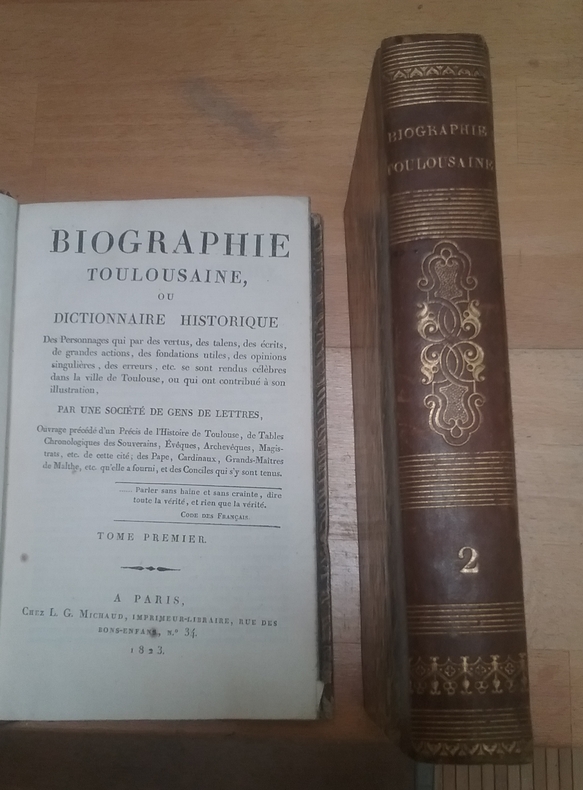 BIOGRAPHIE
TOULOUSAINE,
OU
DICTIONNAIRE HISTORIQUE
Des Personnages qui par des vertus, des talens, des écrits,
de grandes actions, des fondations utiles, des opinions
singulières, des erreurs, etc. se sont rendus célèbres
dans la ville de Toulouse, ou qui ont contribué à son
illustration,
PAR UNE SOCIÉTÉ DE GENS DE LETTRES,
Ouvrage précédé d'un Précis de l'Histoire de Toulouse, de Tables
Chronologiques des Souverains, Évêques, Archevêques, Magis-
trats, etc. de cette cité; des Pape, Cardinaux, Grands-Maîtres
de Malthe, etc. qu'elle a fourni, et des Conciles qui s'y sont tenus.
Parler sans haine et sans crainte, dire
toute la vérité, et rien que la vérité.
CODE DES FRANÇAIS.
TOME PREMIER.
A PARIS,
CHEZ L. G. MICHAUD, IMPRIMEUR-LIBRAIRE, RUE DES
BONS-ENFANS, N.º 34.
1823.
BIOGRAPHIE
TOULOUSAINE
2